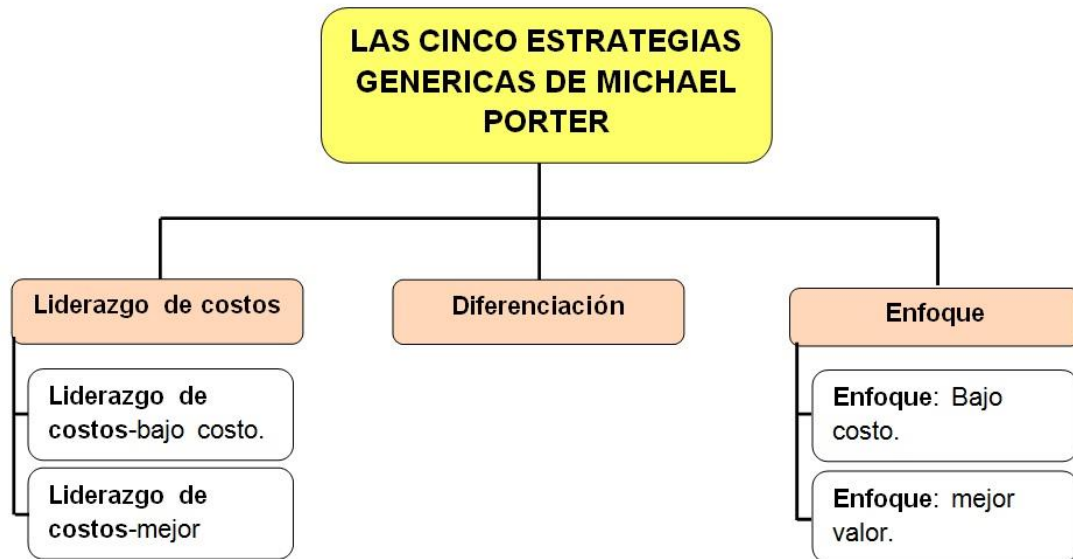 LAS CINCO ESTRATEGIAS
GENERICAS DE MICHAEL
PORTER
Liderazgo de costos
Diferenciación
Enfoque
Liderazgo de
costos-bajo costo.
Liderazgo de
costos-mejor
Enfoque: Bajo
costo.
Enfoque: mejor
valor.